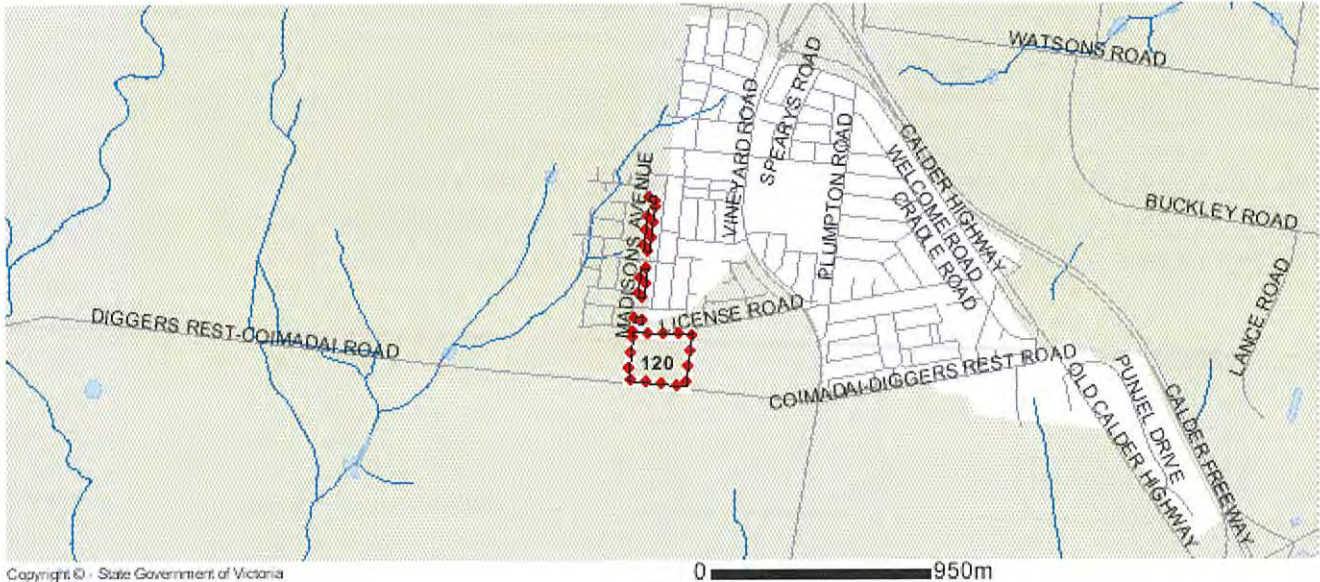 WATSONS ROAD
SPEARYS ROAD
VINEYARD ROAD
CALDER HIGHWAY
PLUMPTON ROAD
WELCOME ROAD
CRADLE ROAD
MADISONS AVENUE
BUCKLEY ROAD
LANCE ROAD
DIGGERS REST-COIMADAI ROAD
LICENSE ROAD
120
COIMADAI-DIGGERS REST ROAD
OLD CALDER HIGHWAY
PUNJEL DRIVE
CALDER FREEWAY
Copyright © - State Government of Victoria
0 950m